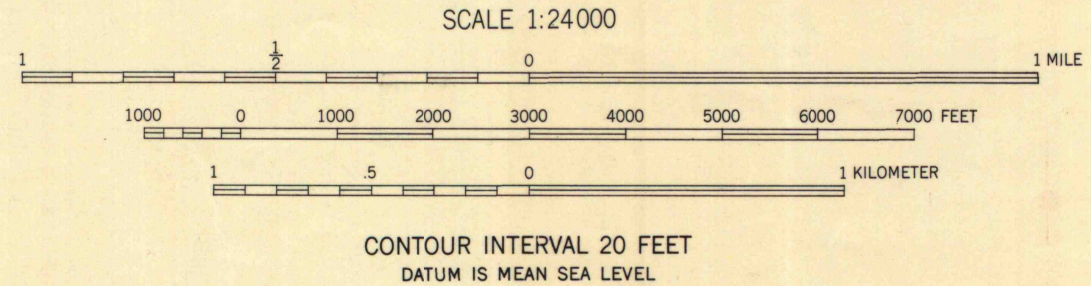 SCALE 1:24000
1 1/2 0 1 MILE
1000 0 1000 2000 3000 4000 5000 6000 7000 FEET
1 .5 0 1 KILOMETER
CONTOUR INTERVAL 20 FEET
DATUM IS MEAN SEA LEVEL